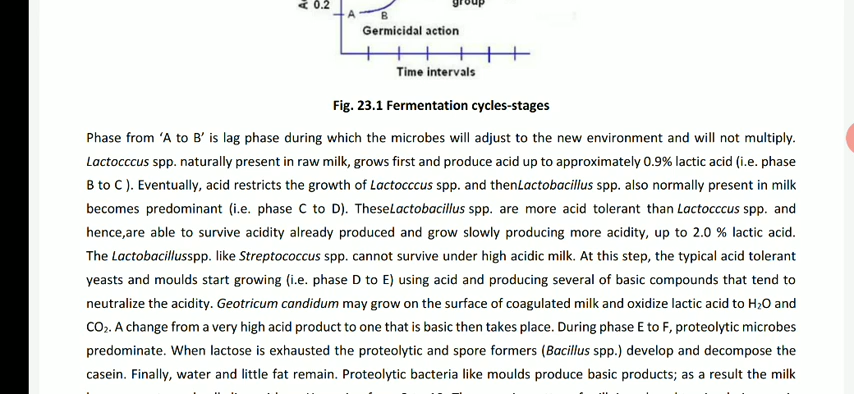 0.2
A
B
group
Germicidal action
Time intervals
Fig. 23.1 Fermentation cycles-stages
Phase from ‘A to B’ is lag phase during which the microbes will adjust to the new environment and will not multiply.
Lactocccus spp. naturally present in raw milk, grows first and produce acid up to approximately 0.9% lactic acid (i.e. phase
B to C ). Eventually, acid restricts the growth of Lactocccus spp. and thenLactobacillus spp. also normally present in milk
becomes predominant (i.e. phase C to D). TheseLactobacillus spp. are more acid tolerant than Lactocccus spp. and
hence,are able to survive acidity already produced and grow slowly producing more acidity, up to 2.0 % lactic acid.
The Lactobacillusspp. like Streptococcus spp. cannot survive under high acidic milk. At this step, the typical acid tolerant
yeasts and moulds start growing (i.e. phase D to E) using acid and producing several of basic compounds that tend to
neutralize the acidity. Geotricum candidum may grow on the surface of coagulated milk and oxidize lactic acid to H₂O and
CO₂. A change from a very high acid product to one that is basic then takes place. During phase E to F, proteolytic microbes
predominate. When lactose is exhausted the proteolytic and spore formers (Bacillus spp.) develop and decompose the
casein. Finally, water and little fat remain. Proteolytic bacteria like moulds produce basic products; as a result the milk